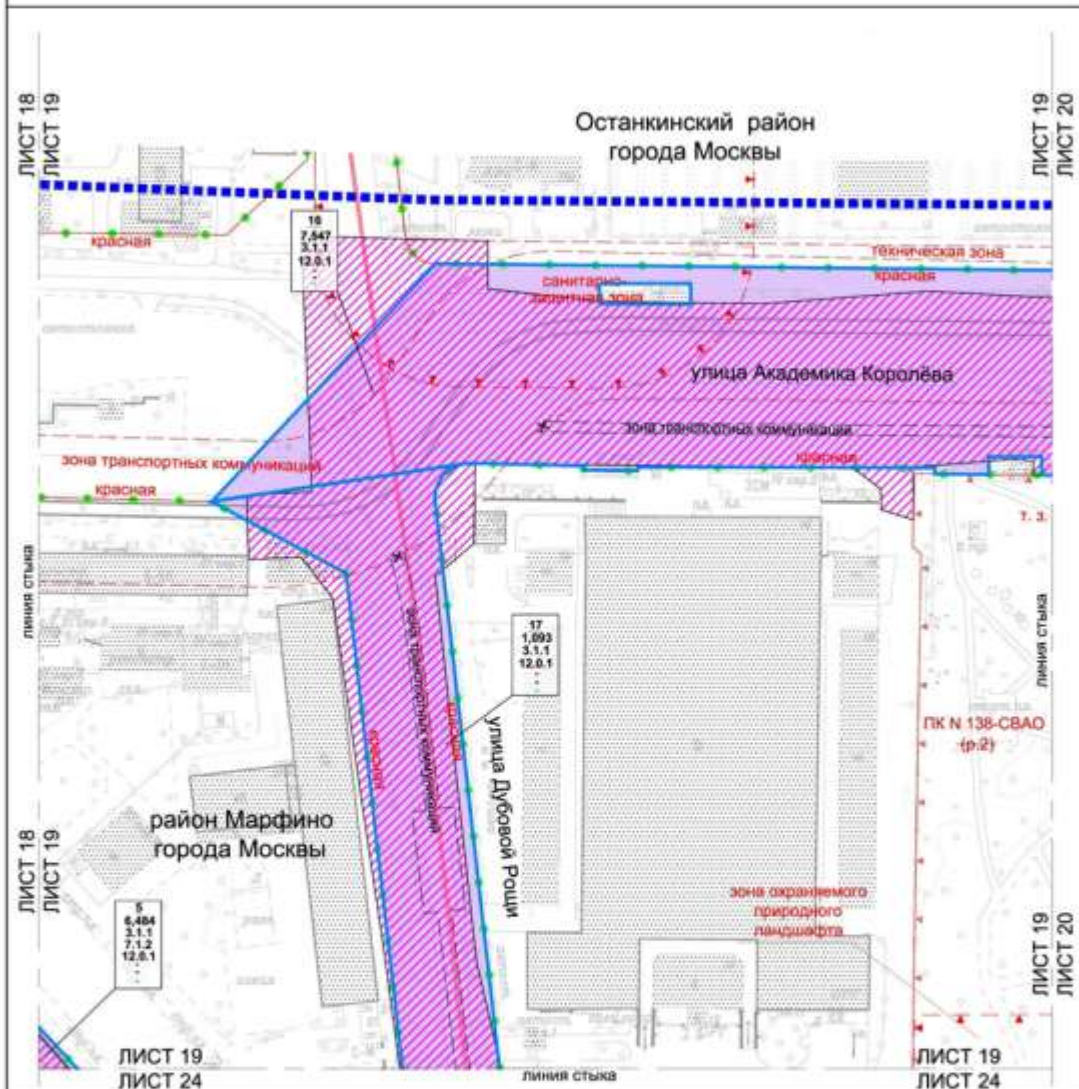 ЛИСТ 18
ЛИСТ 19
ЛИСТ 19
ЛИСТ 20
Останкинский район
города Москвы
красная
16
7,547
3.1.1
12.0.1
-
-
техническая зона
красная
санитарно-
защитная зона
улица Академика Королёва
зона транспортных коммуникаций
зона транспортных коммуникаций
красная
красная
Т. З.
линия стыка
линия стыка
17
1,093
3.1.1
12.0.1
-
-
зона транспортных коммуникаций
красная
красная
улица Дубовой Рощи
ПК N 138-СВАО
(р.2)
район Марфино
города Москвы
зона охраняемого
природного
ландшафта
ЛИСТ 18
ЛИСТ 19
5
6,484
3.1.1
7.1.2
12.0.1
-
-
ЛИСТ 19
ЛИСТ 20
ЛИСТ 19
ЛИСТ 24
линия стыка
ЛИСТ 19
ЛИСТ 24